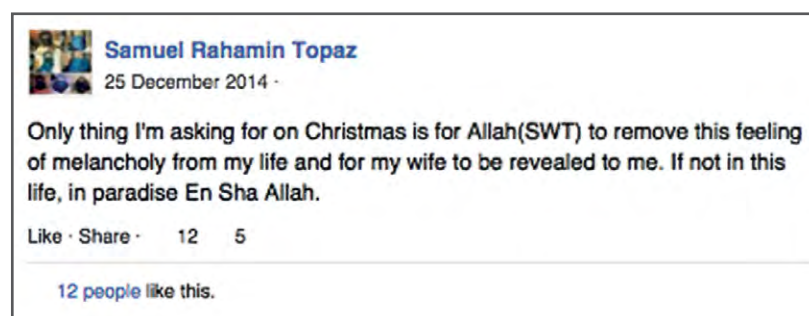 Samuel Rahamin Topaz
25 December 2014 ·
Only thing I'm asking for on Christmas is for Allah(SWT) to remove this feeling
of melancholy from my life and for my wife to be revealed to me. If not in this
life, in paradise En Sha Allah.
Like · Share · 12 5
12 people like this.